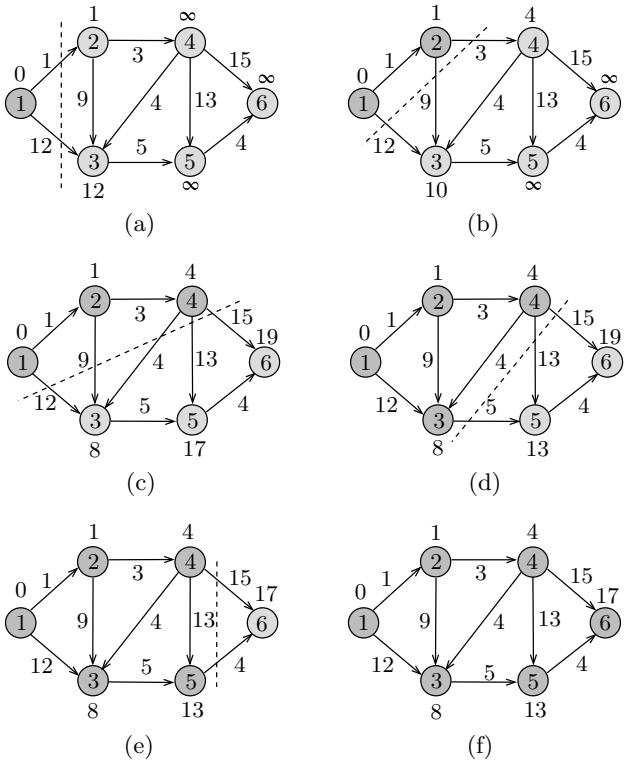 1 ∞ 1 4
0 1 2 3 4 15 ∞ 0 1 2 3 4 15 ∞
1 9 4 13 6 1 9 4 13 6
12 3 5 5 4 12 3 5 5 4
12 ∞ 10 ∞
(a) (b)
1 4 1 4
0 1 2 3 4 15 19 0 1 2 3 4 15 19
1 9 4 13 6 1 9 4 13 6
12 3 5 5 4 12 3 5 5 4
8 17 8 13
(c) (d)
1 4 1 4
0 1 2 3 4 15 17 0 1 2 3 4 15 17
1 9 4 13 6 1 9 4 13 6
12 3 5 5 4 12 3 5 5 4
8 13 8 13
(e) (f)